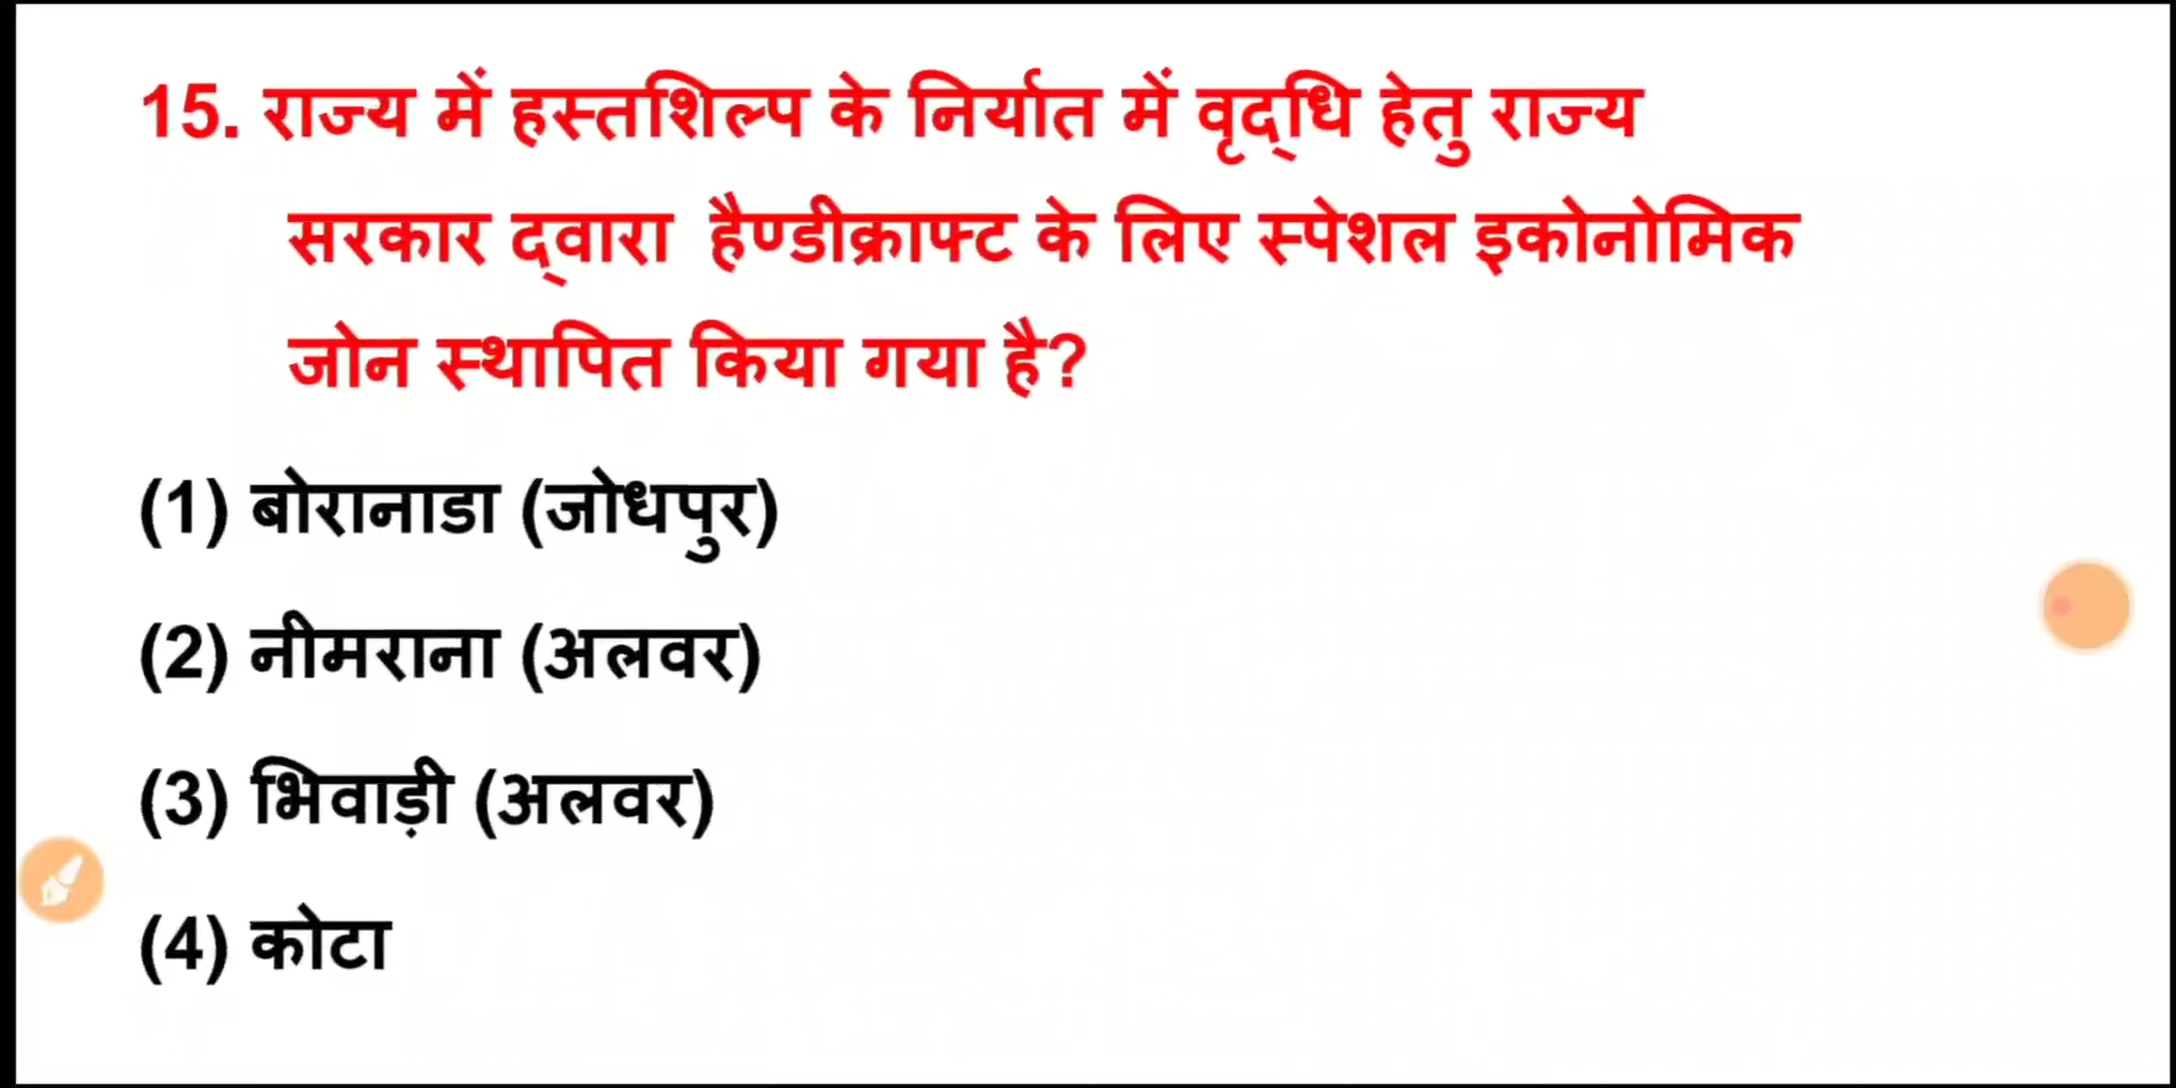 15. राज्य में हस्तशिल्प के निर्यात में वृद्धि हेतु राज्य
सरकार द्वारा हैण्डीक्राफ्ट के लिए स्पेशल इकोनोमिक
जोन स्थापित किया गया है?
(1) बोरानाडा (जोधपुर)
(2) नीमराना (अलवर)
(3) भिवाड़ी (अलवर)
(4) कोटा